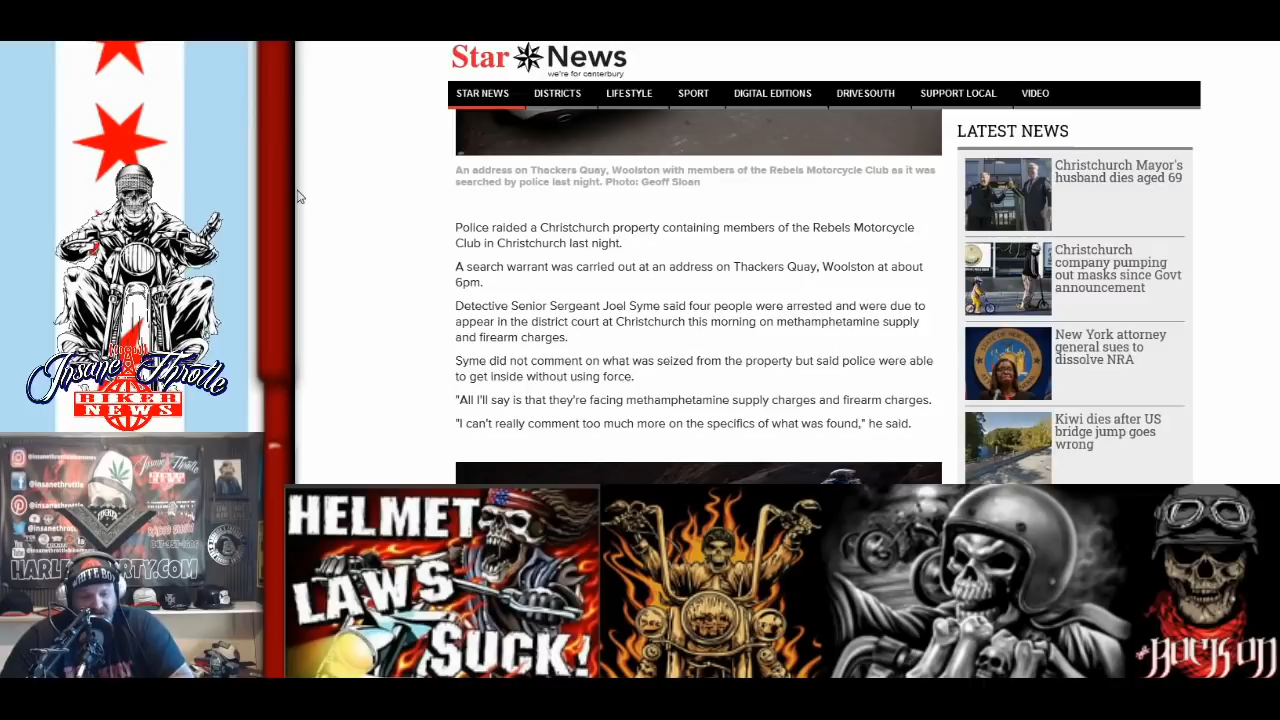 Star News
we're for canterbury
STAR NEWS DISTRICTS LIFESTYLE SPORT DIGITAL EDITIONS DRIVESOUTH SUPPORT LOCAL VIDEO
An address on Thackers Quay, Woolston with members of the Rebels Motorcycle Club as it was
searched by police last night. Photo: Geoff Sloan
Police raided a Christchurch property containing members of the Rebels Motorcycle
Club in Christchurch last night.
A search warrant was carried out at an address on Thackers Quay, Woolston at about
6pm.
Detective Senior Sergeant Joel Syme said four people were arrested and were due to
appear in the district court at Christchurch this morning on methamphetamine supply
and firearm charges.
Syme did not comment on what was seized from the property but said police were able
to get inside without using force.
"All I'll say is that they're facing methamphetamine supply charges and firearm charges.
"I can't really comment too much more on the specifics of what was found," he said.
LATEST NEWS
Christchurch Mayor's
husband dies aged 69
Christchurch
company pumping
out masks since Govt
announcement
New York attorney
general sues to
dissolve NRA
Kiwi dies after US
bridge jump goes
wrong
Insane Throttle
BIKER
NEWS
@insanethrottle
WHITE BOY
HELMET
LAWS
SUCK!
ROCK ON